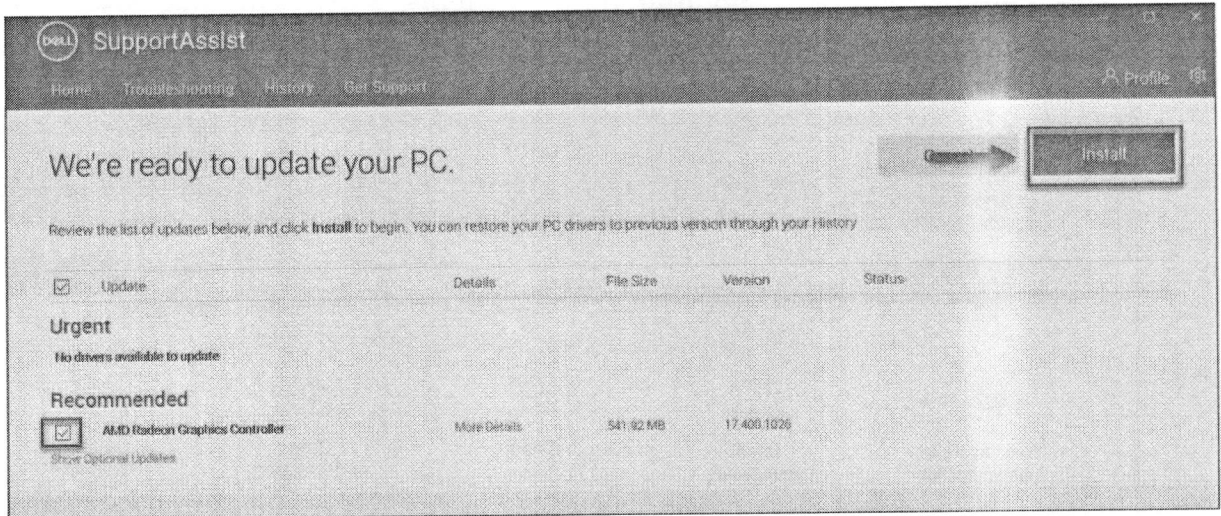 DELL SupportAssist
Home Troubleshooting History Get Support Profile
We're ready to update your PC.
Install
Review the list of updates below, and click Install to begin. You can restore your PC drivers to previous version through your History
Update Details File Size Version Status
Urgent
No drivers available to update
Recommended
AMD Radeon Graphics Controller More Details 541.92 MB 17.400.1026
Show Optional Updates